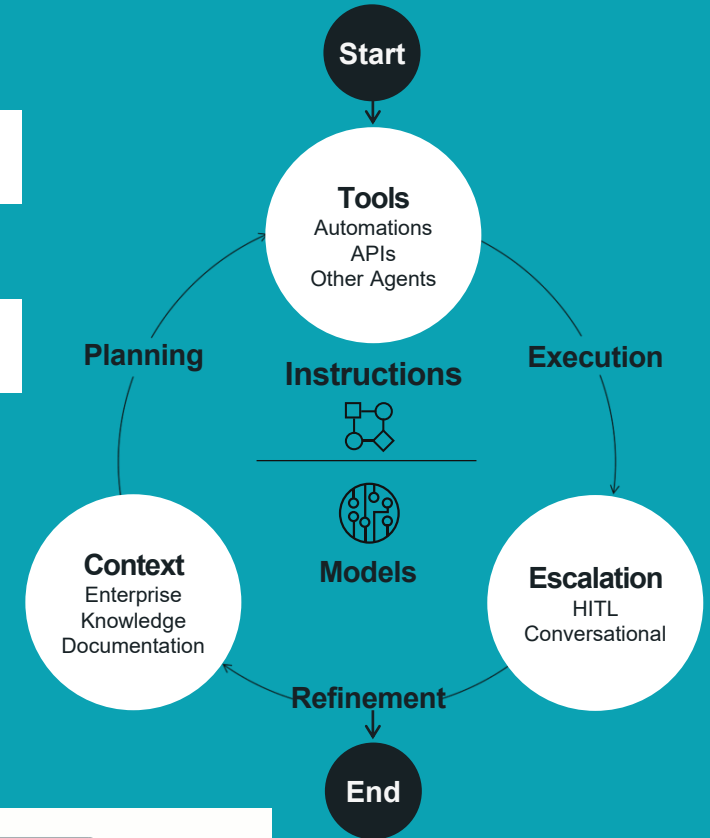 Start
Tools
Automations
APIs
Other Agents
Planning
Execution
Instructions
Models
Context
Enterprise
Knowledge
Documentation
Escalation
HITL
Conversational
Refinement
End